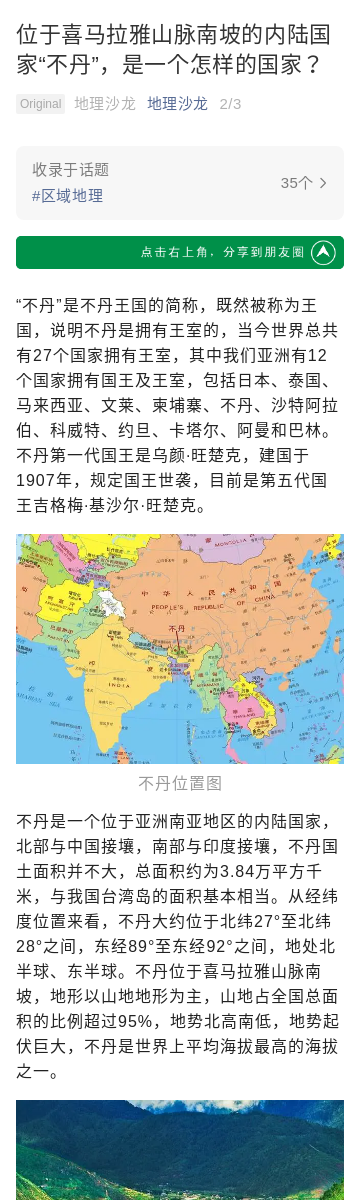 位于喜马拉雅山脉南坡的内陆国
家“不丹”，是一个怎样的国家？
Original 地理沙龙 地理沙龙 2/3
收录于话题
#区域地理
35个
点击右上角，分享到朋友圈
“不丹”是不丹王国的简称，既然被称为王
国，说明不丹是拥有王室的，当今世界总共
有27个国家拥有王室，其中我们亚洲有12
个国家拥有国王及王室，包括日本、泰国、
马来西亚、文莱、柬埔寨、不丹、沙特阿拉
伯、科威特、约旦、卡塔尔、阿曼和巴林。
不丹第一代国王是乌颜·旺楚克，建国于
1907年，规定国王世袭，目前是第五代国
王吉格梅·基沙尔·旺楚克。
MONGOLIA
中华人民共和国
PEOPLE'S REPUBLIC OF CHINA
不丹
印度
INDIA
不丹位置图
不丹是一个位于亚洲南亚地区的内陆国家，
北部与中国接壤，南部与印度接壤，不丹国
土面积并不大，总面积约为3.84万平方千
米，与我国台湾岛的面积基本相当。从经纬
度位置来看，不丹大约位于北纬27°至北纬
28°之间，东经89°至东经92°之间，地处北
半球、东半球。不丹位于喜马拉雅山脉南
坡，地形以山地地形为主，山地占全国总面
积的比例超过95%，地势北高南低，地势起
伏巨大，不丹是世界上平均海拔最高的海拔
之一。